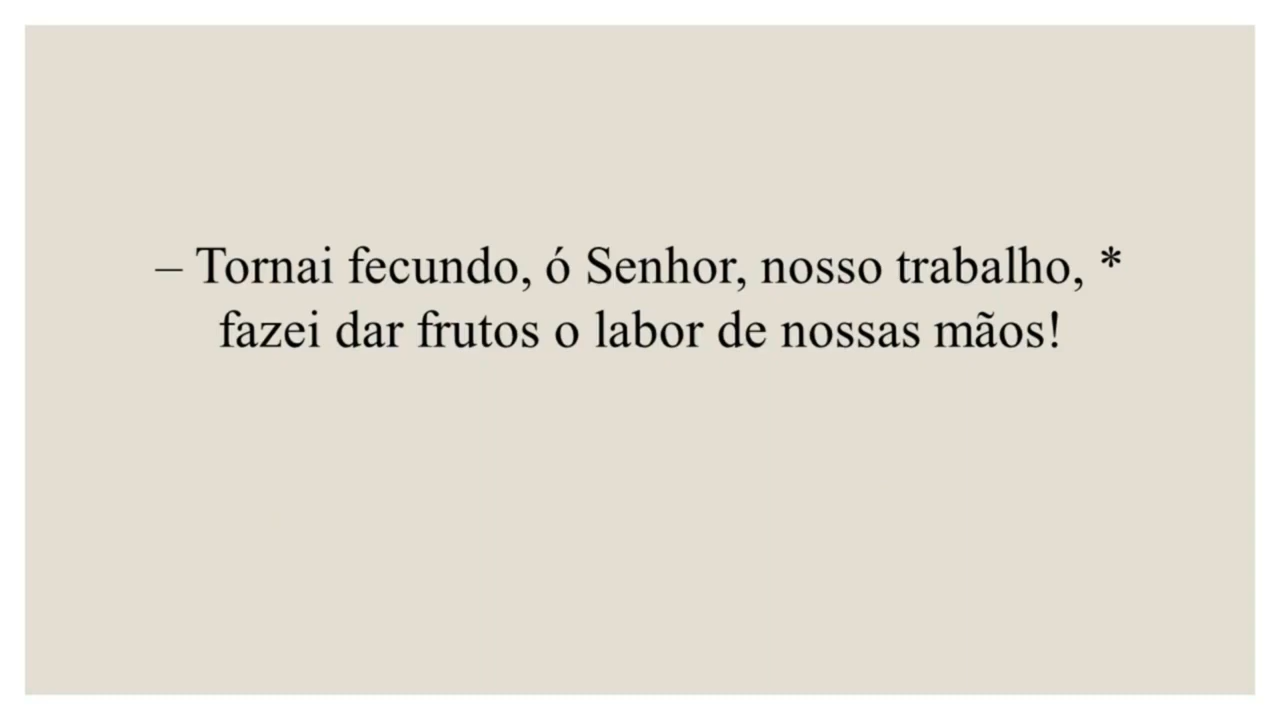 – Tornai fecundo, ó Senhor, nosso trabalho, *
fazei dar frutos o labor de nossas mãos!